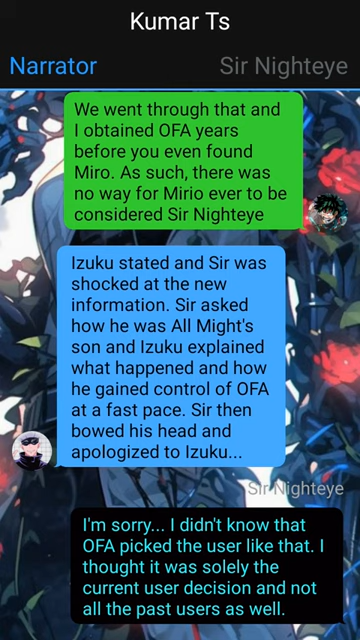 Kumar Ts
Narrator
Sir Nighteye
We went through that and
I obtained OFA years
before you even found
Miro. As such, there was
no way for Mirio ever to be
considered Sir Nighteye
Izuku stated and Sir was
shocked at the new
information. Sir asked
how he was All Might's
son and Izuku explained
what happened and how
he gained control of OFA
at a fast pace. Sir then
bowed his head and
apologized to Izuku...
Sir Nighteye
I'm sorry... I didn't know that
OFA picked the user like that. I
thought it was solely the
current user decision and not
all the past users as well.